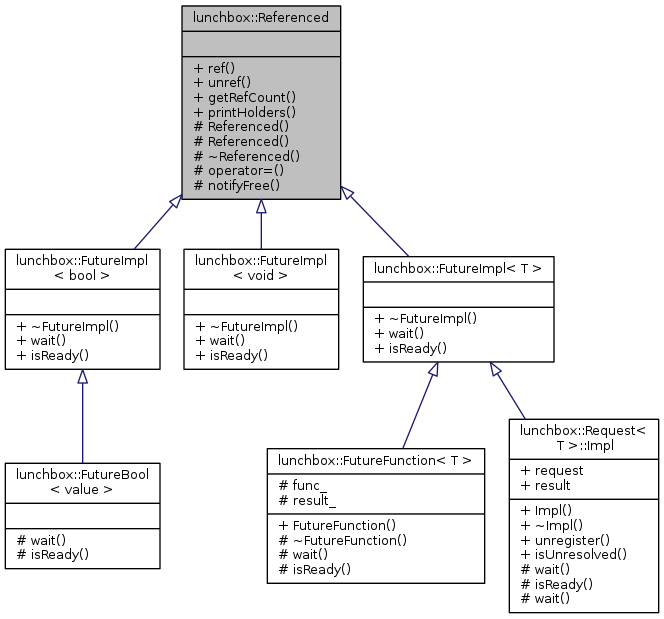 lunchbox::Referenced
+ ref()
+ unref()
+ getRefCount()
+ printHolders()
# Referenced()
# Referenced()
# ~Referenced()
# operator=()
# notifyFree()
lunchbox::FutureImpl
< bool >
+ ~FutureImpl()
+ wait()
+ isReady()
lunchbox::FutureImpl
< void >
+ ~FutureImpl()
+ wait()
+ isReady()
lunchbox::FutureImpl< T >
+ ~FutureImpl()
+ wait()
+ isReady()
lunchbox::FutureBool
< value >
# wait()
# isReady()
lunchbox::FutureFunction< T >
# func_
# result_
+ FutureFunction()
# ~FutureFunction()
# wait()
# isReady()
lunchbox::Request<
T >::Impl
+ request
+ result
+ Impl()
+ ~Impl()
+ unregister()
+ isUnresolved()
# wait()
# isReady()
# wait()